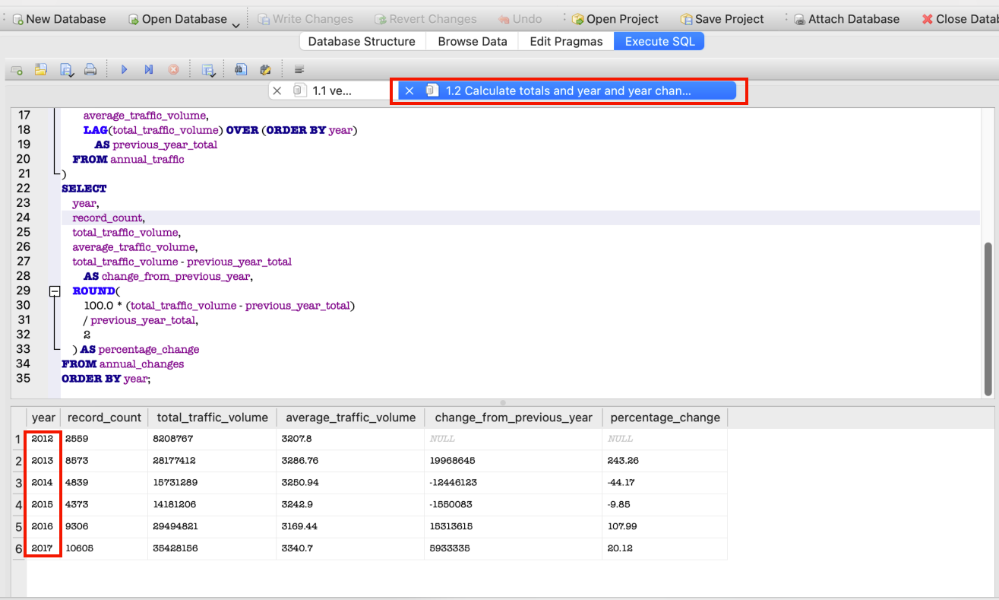 New Database Open Database Write Changes Revert Changes Undo Open Project Save Project Attach Database Close Datab
Database Structure Browse Data Edit Pragmas Execute SQL
1.1 ve... 1.2 Calculate totals and year and year chan...
17 average_traffic_volume,
18 LAG(total_traffic_volume) OVER (ORDER BY year)
19 AS previous_year_total
20 FROM annual_traffic
21 )
22 SELECT
23 year,
24 record_count,
25 total_traffic_volume,
26 average_traffic_volume,
27 total_traffic_volume - previous_year_total
28 AS change_from_previous_year,
29 ROUND(
30 100.0 * (total_traffic_volume - previous_year_total)
31 / previous_year_total,
32 2
33 ) AS percentage_change
34 FROM annual_changes
35 ORDER BY year;
year record_count total_traffic_volume average_traffic_volume change_from_previous_year percentage_change
1 2012 2559 8208767 3207.8 NULL NULL
2 2013 8573 28177412 3286.76 19968645 243.26
3 2014 4839 15731289 3250.94 -12446123 -44.17
4 2015 4373 14181206 3242.9 -1550083 -9.85
5 2016 9306 29494821 3169.44 15313615 107.99
6 2017 10605 35428156 3340.7 5933335 20.12